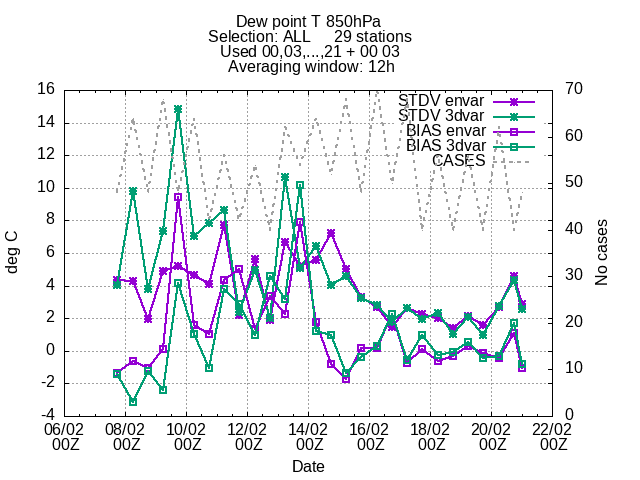 Dew point T 850hPa
Selection: ALL 29 stations
Used 00,03,...,21 + 00 03
Averaging window: 12h
STDV envar
STDV 3dvar
BIAS envar
BIAS 3dvar
CASES
deg C
16
14
12
10
8
6
4
2
0
-2
-4
No cases
70
60
50
40
30
20
10
0
06/02 08/02 10/02 12/02 14/02 16/02 18/02 20/02 22/02
00Z 00Z 00Z 00Z 00Z 00Z 00Z 00Z 00Z
Date